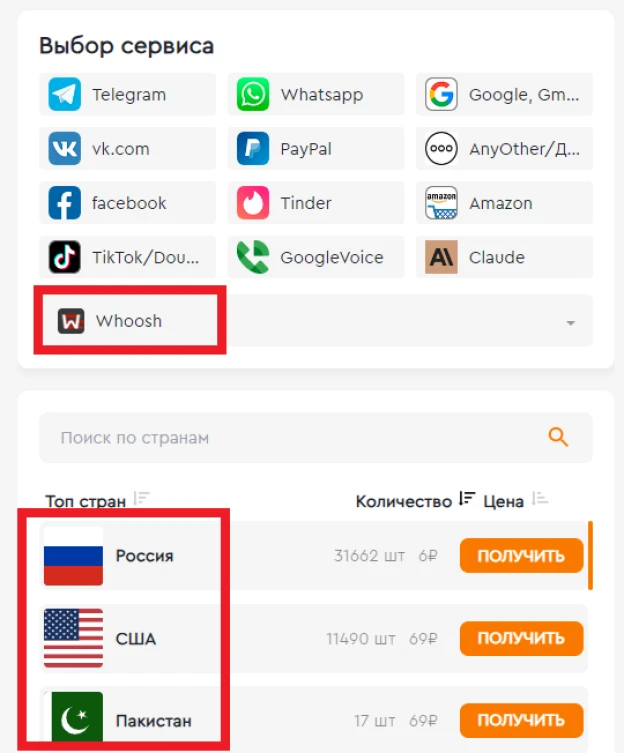 Выбор сервиса
Telegram Whatsapp Google, Gm...
vk.com PayPal AnyOther/Д...
facebook Tinder amazon Amazon
TikTok/Dou... GoogleVoice Claude
Whoosh
Поиск по странам
Топ стран Количество Цена
Россия 31662 шт 6₽ ПОЛУЧИТЬ
США 11490 шт 69₽ ПОЛУЧИТЬ
Пакистан 17 шт 69₽ ПОЛУЧИТЬ